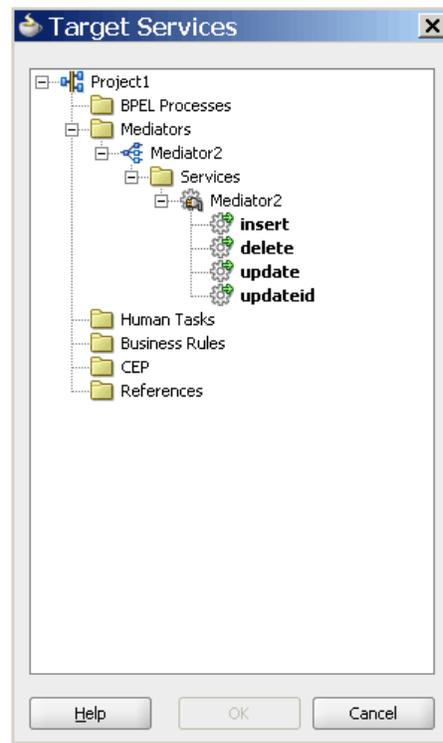 Target Services
Project1
BPEL Processes
Mediators
Mediator2
Services
Mediator2
insert
delete
update
updateid
Human Tasks
Business Rules
CEP
References
Help
OK
Cancel